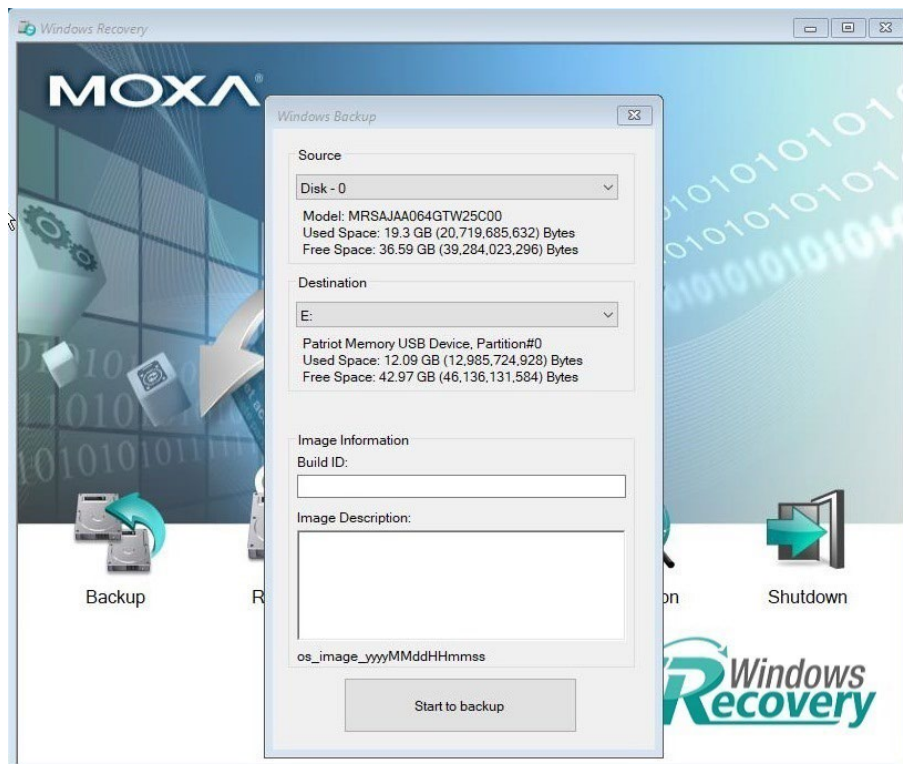 Windows Recovery
MOXA®
Windows Backup
Source
Disk - 0
Model: MRSAJAA064GTW25C00
Used Space: 19.3 GB (20,719,685,632) Bytes
Free Space: 36.59 GB (39,284,023,296) Bytes
Destination
E:
Patriot Memory USB Device, Partition#0
Used Space: 12.09 GB (12,985,724,928) Bytes
Free Space: 42.97 GB (46,136,131,584) Bytes
Image Information
Build ID:
Image Description:
os_image_yyyyMMddHHmmss
Start to backup
Backup
R
on
Shutdown
Windows
Recovery